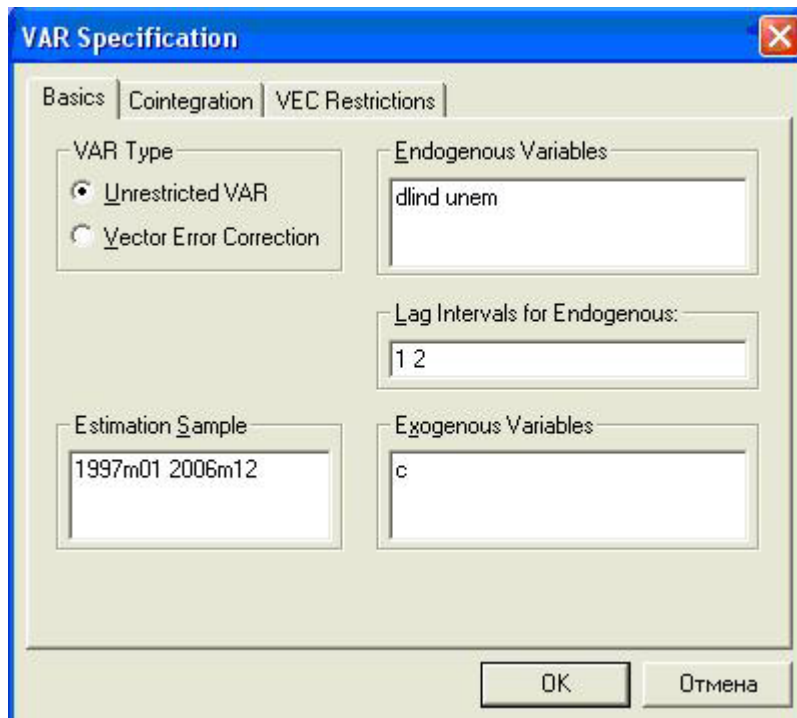 VAR Specification
Basics
Cointegration
VEC Restrictions
VAR Type
Unrestricted VAR
Vector Error Correction
Endogenous Variables
dlind unem
Lag Intervals for Endogenous:
1 2
Estimation Sample
1997m01 2006m12
Exogenous Variables
c
OK
Отмена